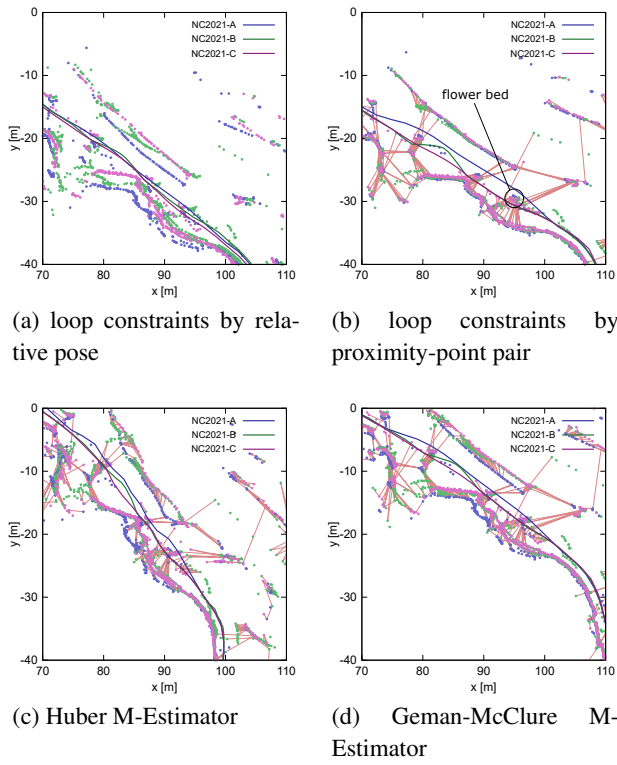 0
-10
-20
-30
-40
y [m]
70 80 90 100 110
x [m]
NC2021-A
NC2021-B
NC2021-C
(a) loop constraints by rela-
tive pose
0
-10
-20
-30
-40
y [m]
70 80 90 100 110
x [m]
NC2021-A
NC2021-B
NC2021-C
flower bed
(b) loop constraints by
proximity-point pair
0
-10
-20
-30
-40
y [m]
70 80 90 100 110
x [m]
NC2021-A
NC2021-B
NC2021-C
(c) Huber M-Estimator
0
-10
-20
-30
-40
y [m]
70 80 90 100 110
x [m]
NC2021-A
NC2021-B
NC2021-C
(d) Geman-McClure M-
Estimator